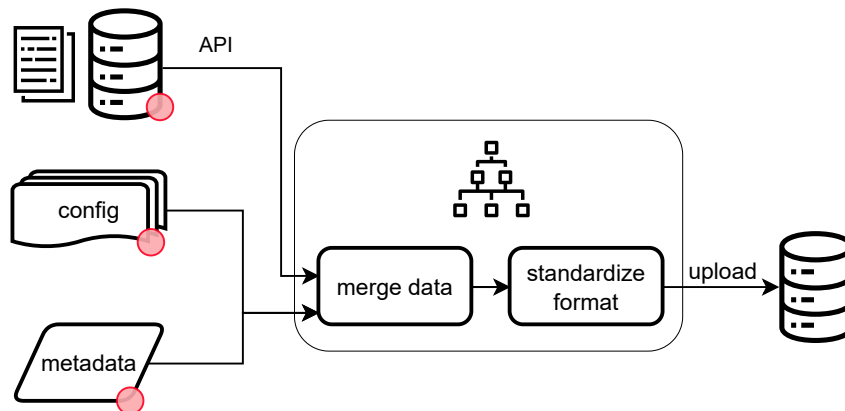 API
config
metadata
merge data
standardize
format
upload